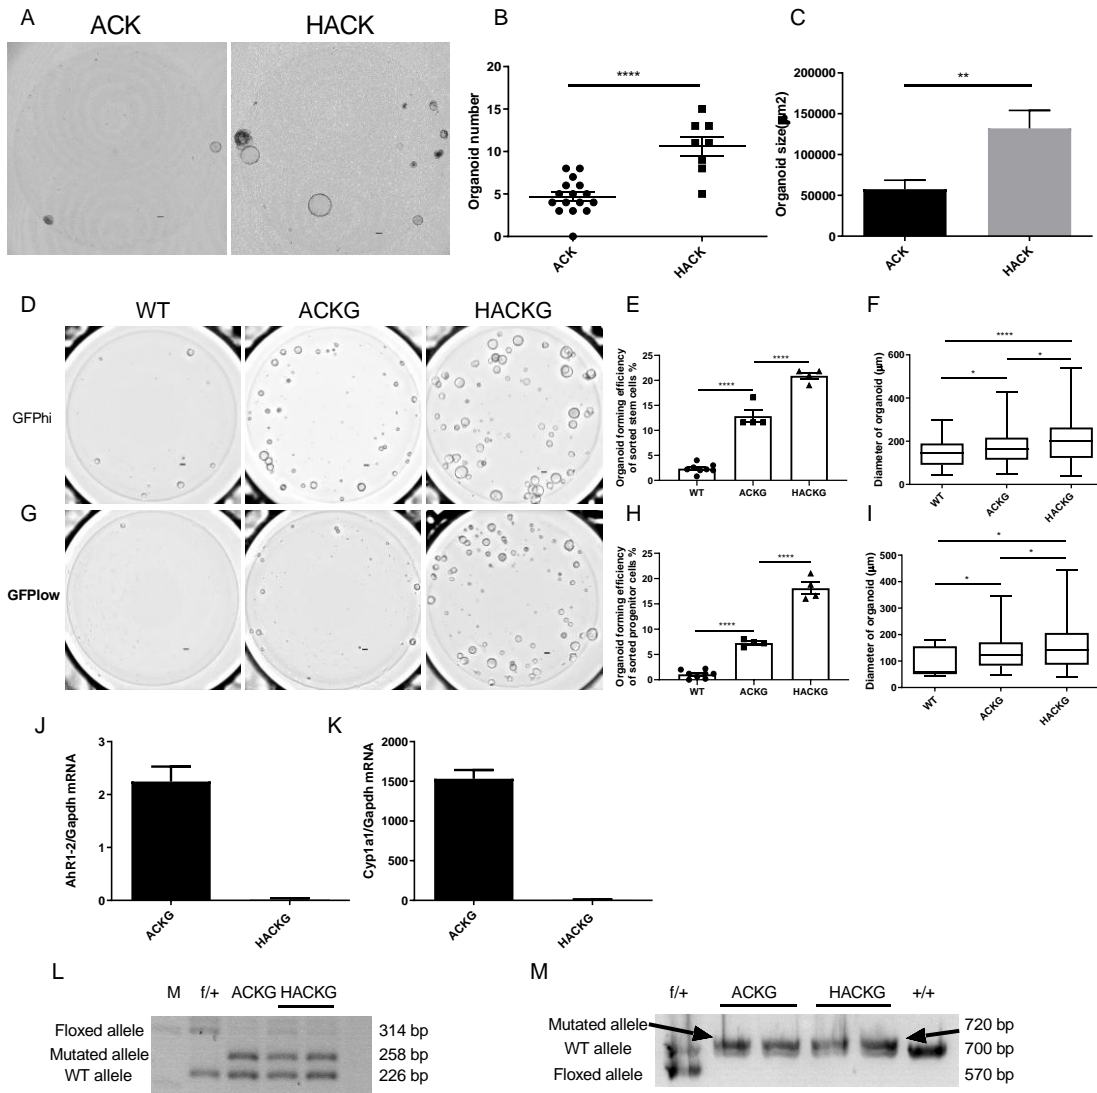 A
ACK
HACK
B
Organoid number
20
15
10
5
0
****
ACK
HACK
C
Organoid size(µm2)
200000
150000
100000
50000
0
**
ACK
HACK
D
WT
ACKG
HACKG
GFPhi
E
Organoid forming efficiency
of sorted stem cells %
25
20
15
10
5
0
****
****
WT
ACKG
HACKG
F
Diameter of organoid (µm)
600
400
200
0
****
*
*
WT
ACKG
HACKG
G
GFPlow
H
Organoid forming efficiency
of sorted progenitor cells %
25
20
15
10
5
0
****
****
WT
ACKG
HACKG
I
Diameter of organoid (µm)
500
400
300
200
100
0
*
*
*
WT
ACKG
HACKG
J
AhR1-2/Gapdh mRNA
3
2
1
0
ACKG
HACKG
K
Cyp1a1/Gapdh mRNA
2000
1500
1000
500
0
ACKG
HACKG
L
M f/+ ACKG HACKG
Floxed allele 314 bp
Mutated allele 258 bp
WT allele 226 bp
M
f/+ ACKG HACKG +/+
Mutated allele 720 bp
WT allele 700 bp
Floxed allele 570 bp